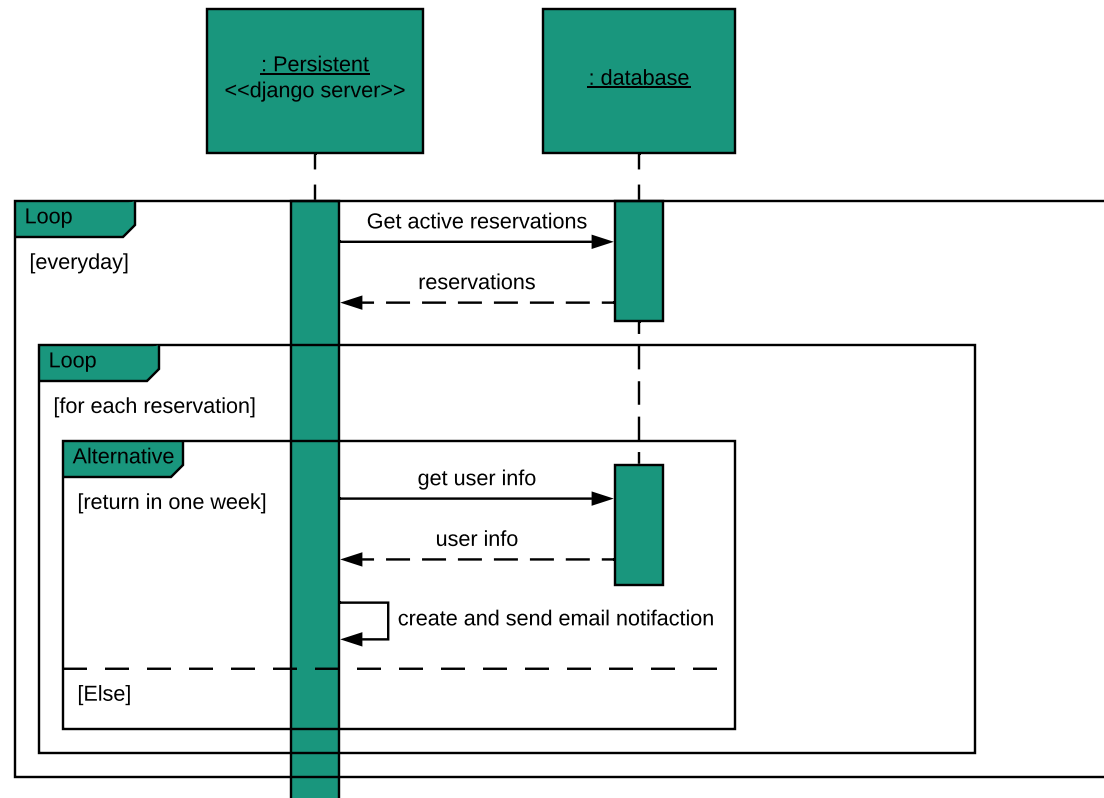 : Persistent
<<django server>>
: database
Loop
[everyday]
Get active reservations
reservations
Loop
[for each reservation]
Alternative
[return in one week]
get user info
user info
create and send email notifaction
[Else]